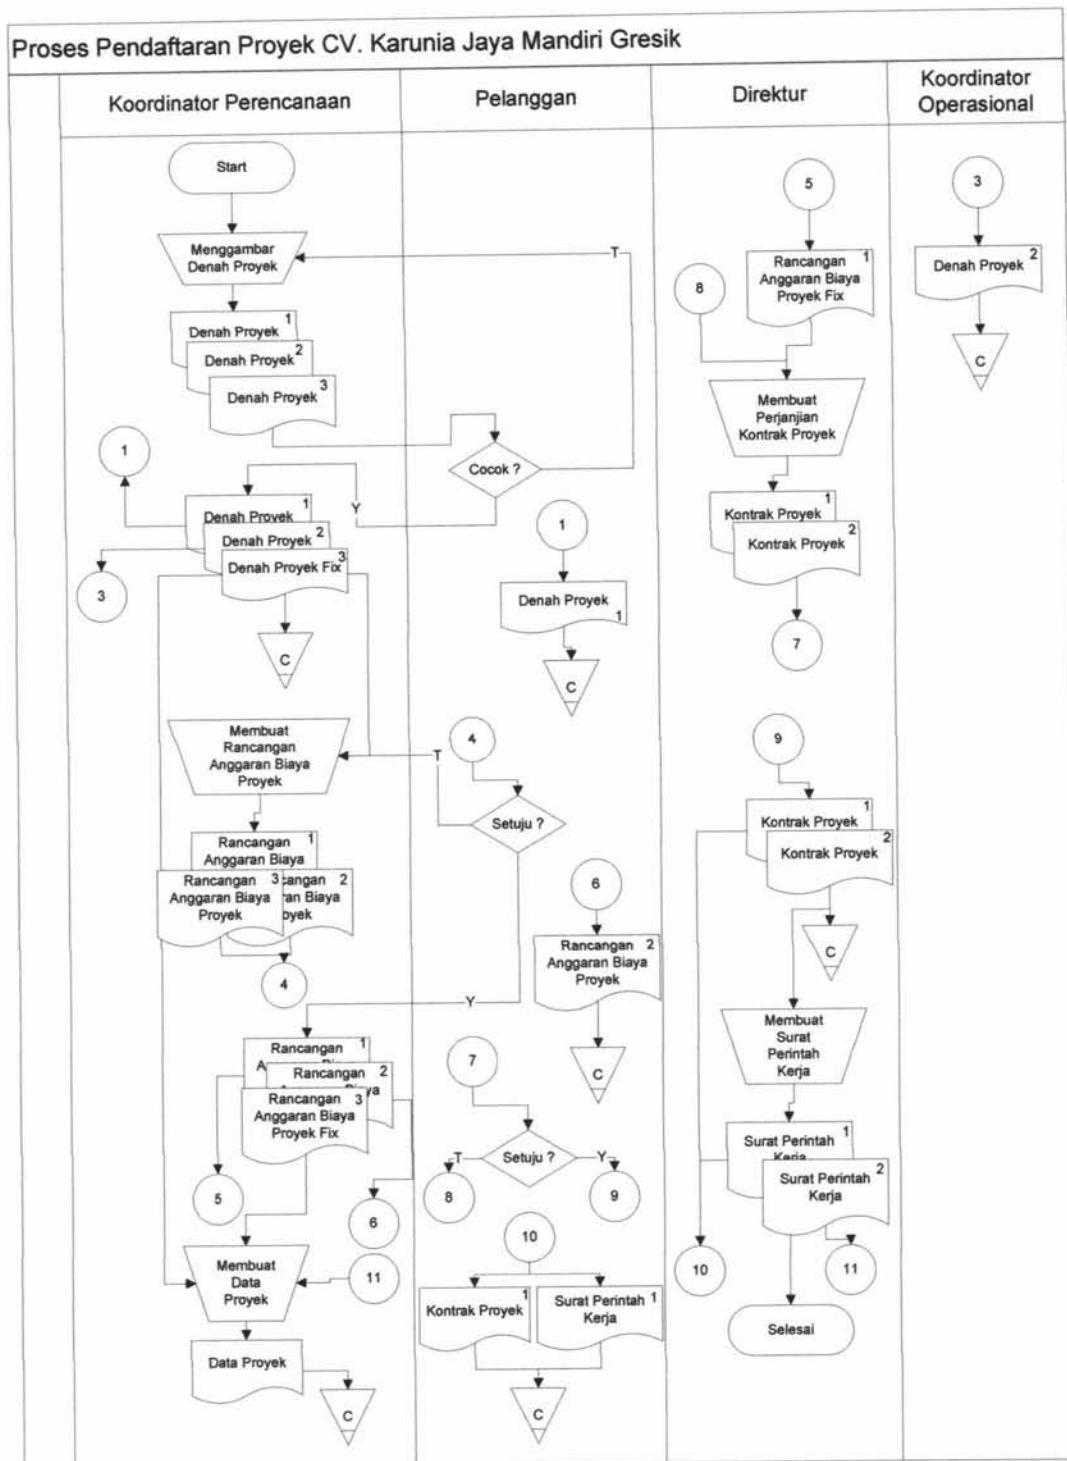 Proses Pendaftaran Proyek CV. Karunia Jaya Mandiri Gresik
Koordinator Perencanaan
Pelanggan
Direktur
Koordinator
Operasional
Start
Menggambar
Denah Proyek
T
1
Denah Proyek
2
Denah Proyek
3
Denah Proyek
Cocok ?
Y
1
1
Denah Proyek
2
Denah Proyek
3
Denah Proyek Fix
3
C
Membuat
Rancangan
Anggaran Biaya
Proyek
1
Rancangan
Anggaran Biaya
3
Rancangan
Anggaran Biaya
Proyek
2
cangan
ran Biaya
oyek
4
1
Rancangan
2
Rancangan
3
Rancangan
Anggaran Biaya
Proyek Fix
5
6
Membuat
Data
Proyek
11
Data Proyek
C
1
Denah Proyek
1
C
4
T
Setuju ?
Y
6
Rancangan 2
Anggaran Biaya
Proyek
C
7
T
Setuju ?
Y
8
9
10
1
Kontrak Proyek
Surat Perintah 1
Kerja
C
5
8
Rancangan 1
Anggaran Biaya
Proyek Fix
Membuat
Perjanjian
Kontrak Proyek
1
Kontrak Proyek
2
Kontrak Proyek
7
9
1
Kontrak Proyek
2
Kontrak Proyek
C
Membuat
Surat
Perintah
Kerja
1
Surat Perintah
Kerja
2
Surat Perintah
Kerja
10
11
Selesai
3
2
Denah Proyek
C